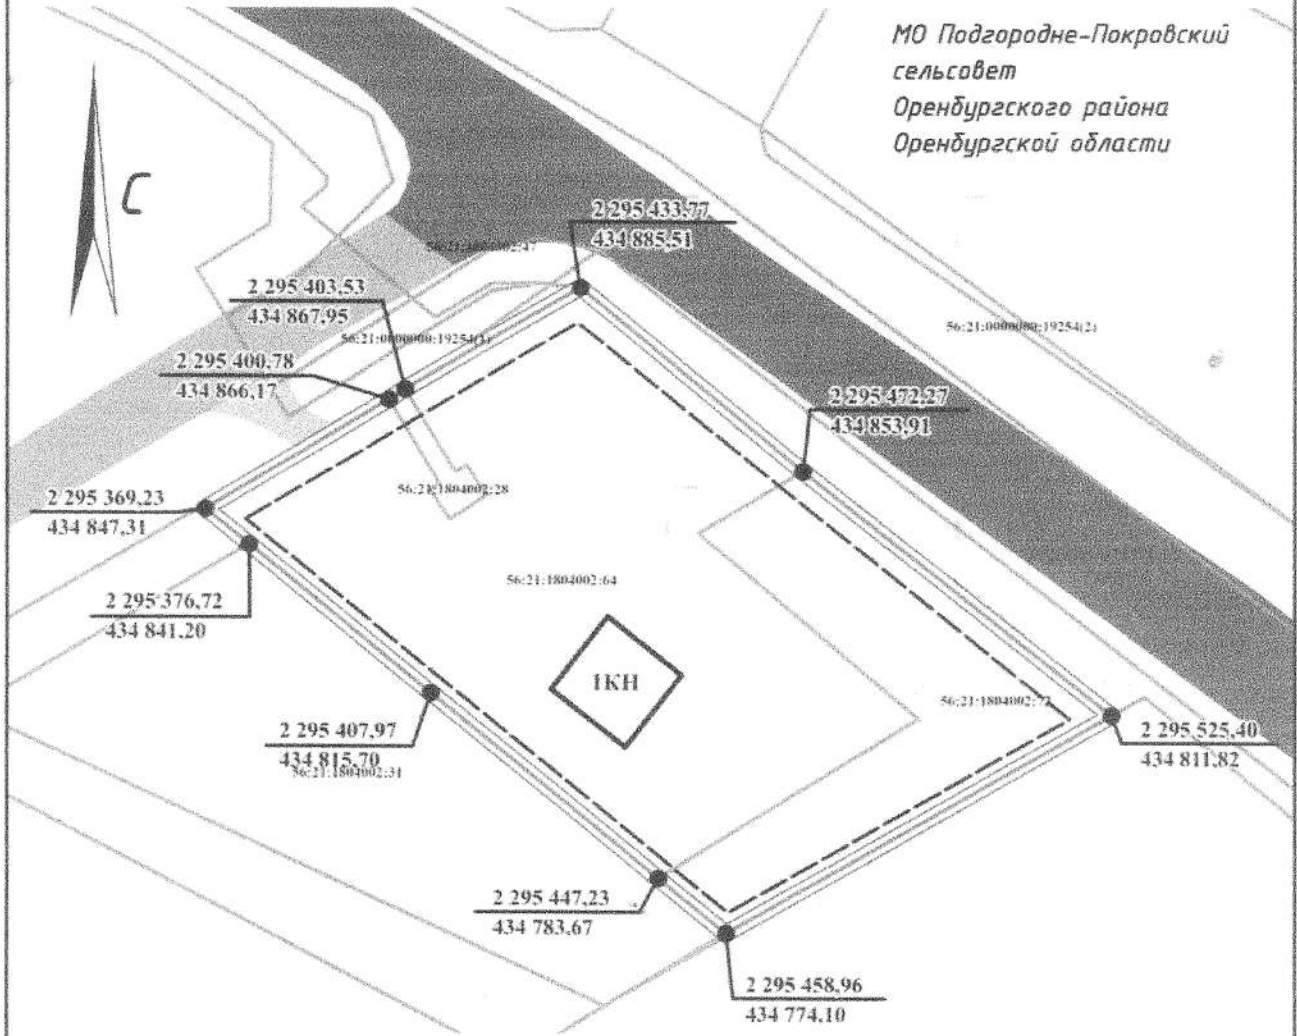 МО Подгородне-Покровский
сельсовет
Оренбургского района
Оренбургской области
С
2 295 433,77
434 885,51
2 295 403,53
434 867,95
56:21:0000000:19254(1)
56:21:0000000:19254(2)
2 295 400,78
434 866,17
2 295 472,27
434 853,91
2 295 369,23
434 847,31
56:21:1804002:28
56:21:1804002:64
2 295 376,72
434 841,20
1КН
56:21:1804002:72
2 295 407,97
434 815,70
56:21:1804002:31
2 295 525,40
434 811,82
2 295 447,23
434 783,67
2 295 458,96
434 774,10